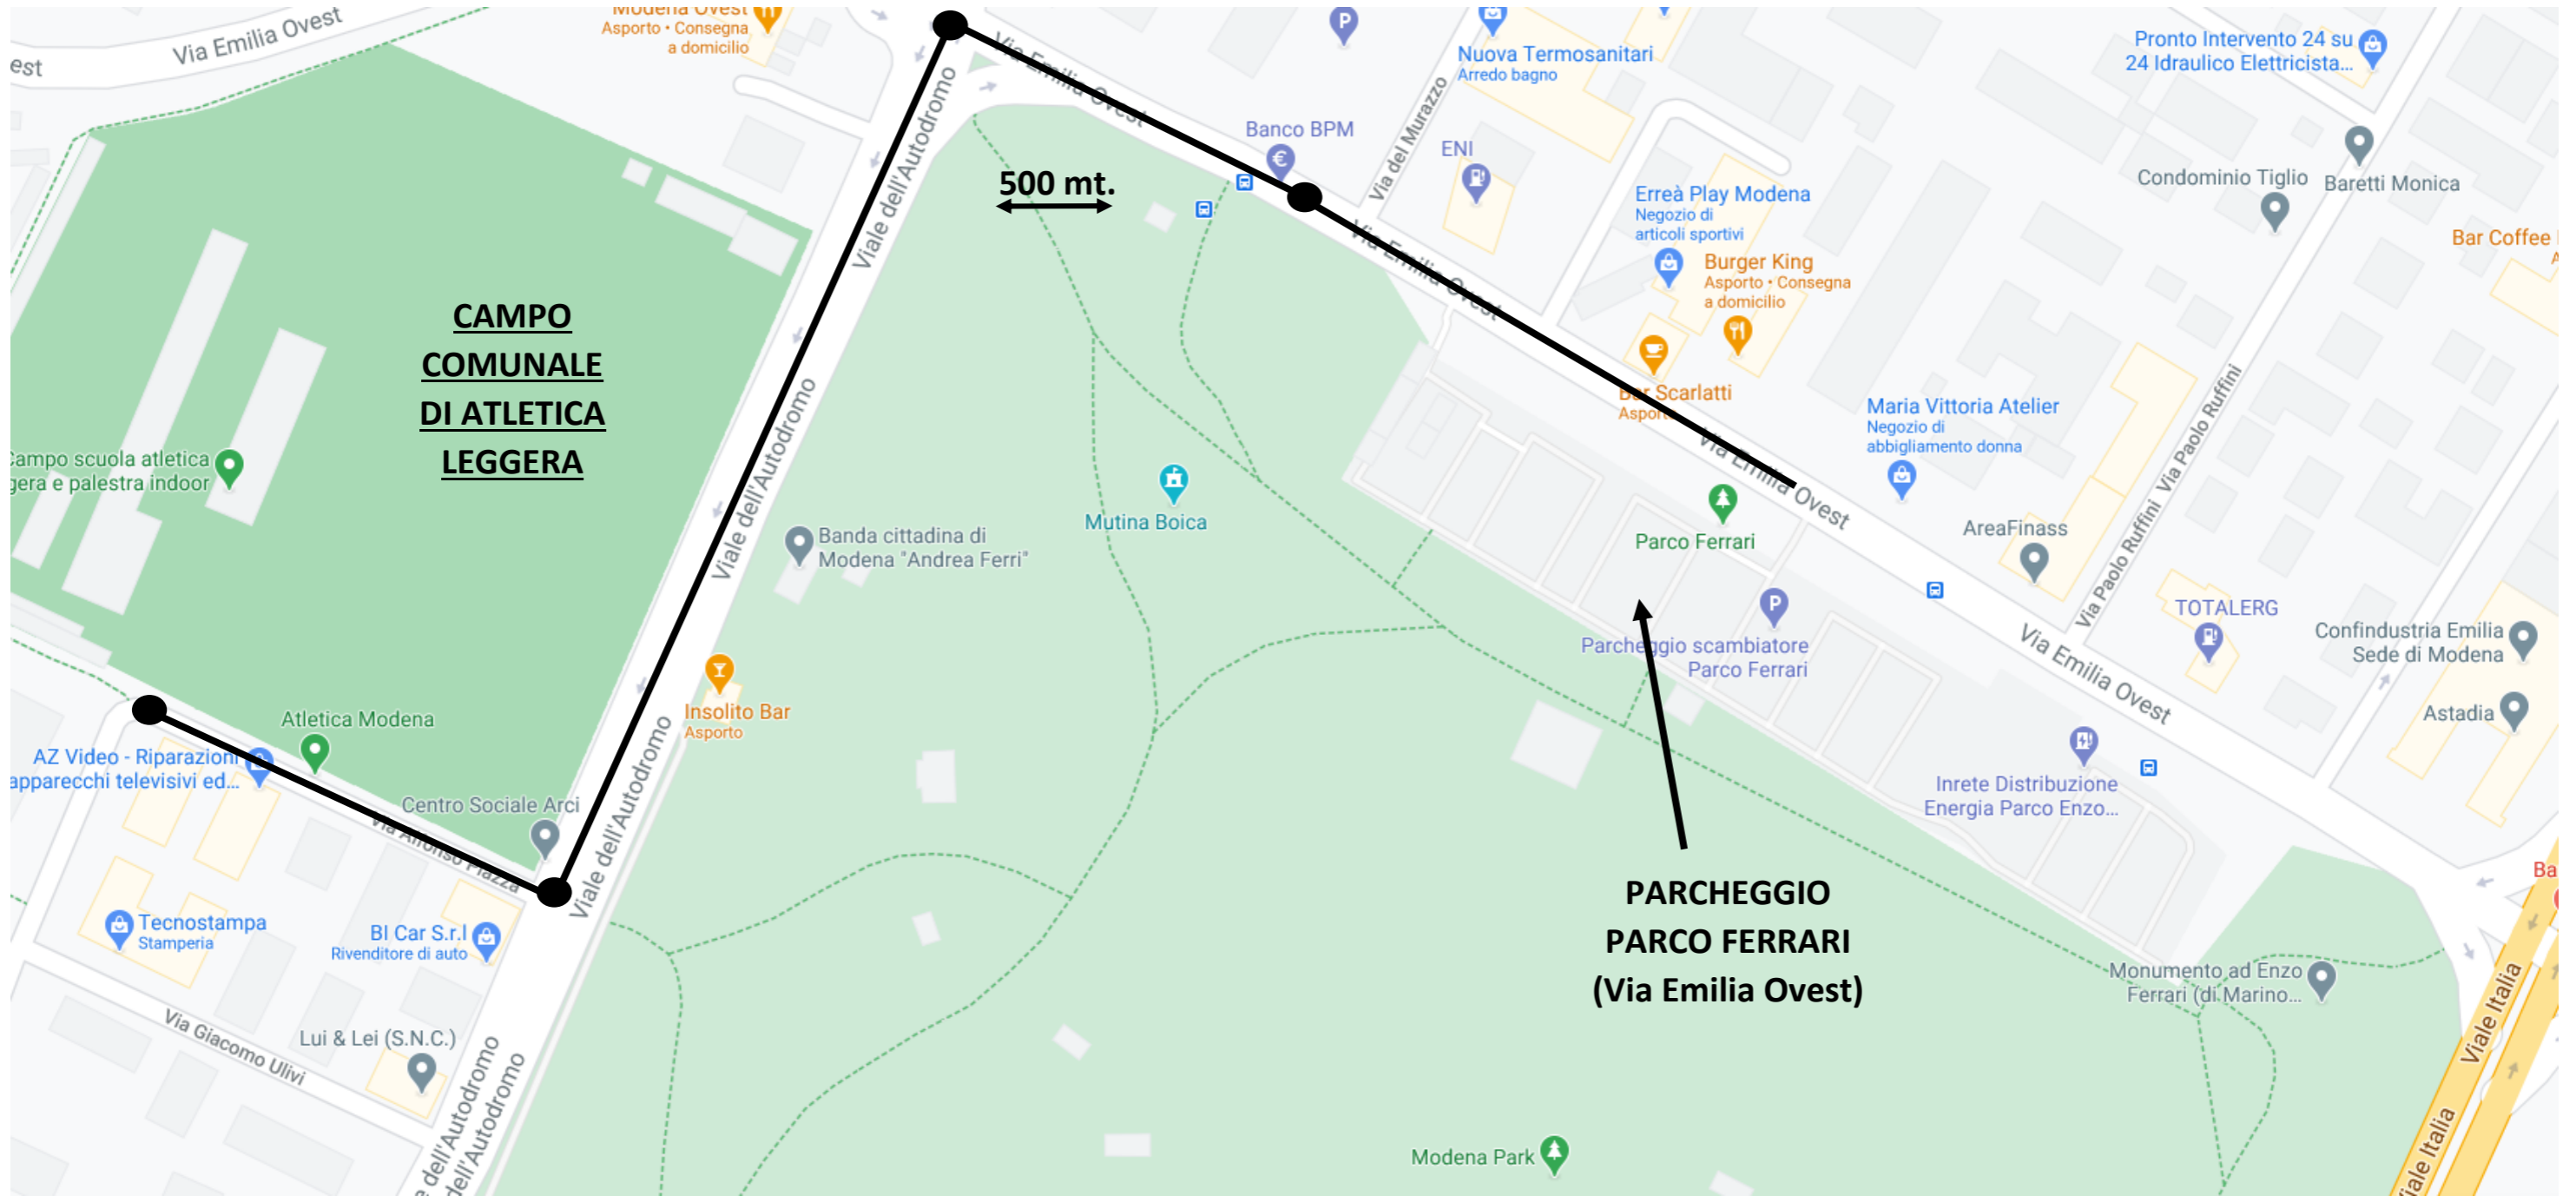 Via Emilia Ovest
est
Modena Ovest
Asporto • Consegna
a domicilio
Via Emilia Ovest
P
Nuova Termosanitari
Arredo bagno
Pronto Intervento 24 su
24 Idraulico Elettricista...
Viale dell'Autodromo
500 mt.
Banco BPM
Via del Murazzo
ENI
Condominio Tiglio
Baretti Monica
Erreà Play Modena
Negozio di
articoli sportivi
Bar Coffee
Via Emilia Ovest
Burger King
Asporto • Consegna
a domicilio
CAMPO
COMUNALE
DI ATLETICA
LEGGERA
Bar Scarlatti
Asporto
Maria Vittoria Atelier
Negozio di
abbigliamento donna
Via Paolo Ruffini
Via Paolo Ruffini
Via Emilia Ovest
Campo scuola atletica
gera e palestra indoor
Viale dell'Autodromo
Mutina Boica
Banda cittadina di
Modena "Andrea Ferri"
Parco Ferrari
AreaFinass
P
Parcheggio scambiatore
Parco Ferrari
TOTALERG
Via Emilia Ovest
Confindustria Emilia
Sede di Modena
Astadia
Insolito Bar
Asporto
Atletica Modena
AZ Video - Riparazioni
apparecchi televisivi ed...
Centro Sociale Arci
Via Alfonso Piazza
Viale dell'Autodromo
Inrete Distribuzione
Energia Parco Enzo...
Ba
PARCHEGGIO
PARCO FERRARI
(Via Emilia Ovest)
Tecnostampa
Stamperia
BI Car S.r.l
Rivenditore di auto
Monumento ad Enzo
Ferrari (di Marino...
Via Giacomo Ulivi
Lui & Lei (S.N.C.)
Viale Italia
e dell'Autodromo
dell'Autodromo
Modena Park
Viale Italia